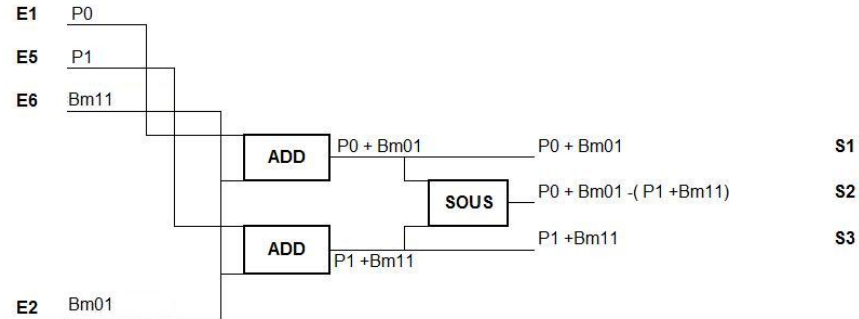 E1 P0
E5 P1
E6 Bm11
ADD P0 + Bm01 P0 + Bm01 S1
SOUS P0 + Bm01 -( P1 +Bm11) S2
ADD P1 +Bm11 P1 +Bm11 S3
E2 Bm01